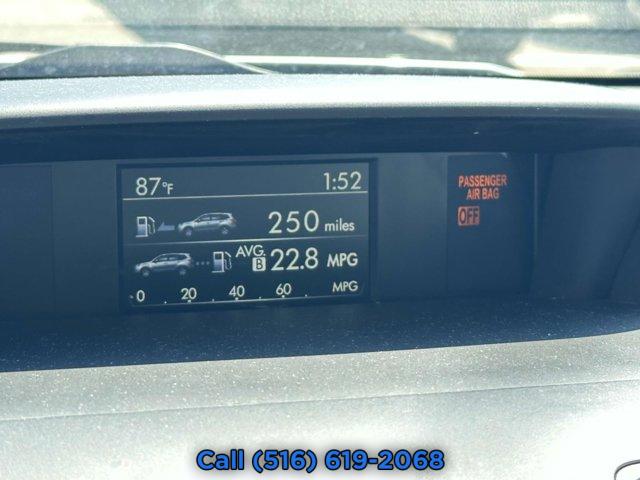 87°F 1:52
250 miles
AVG. B 22.8 MPG
0 20 40 60 MPG
PASSENGER
AIR BAG
OFF
Call (516) 619-2068